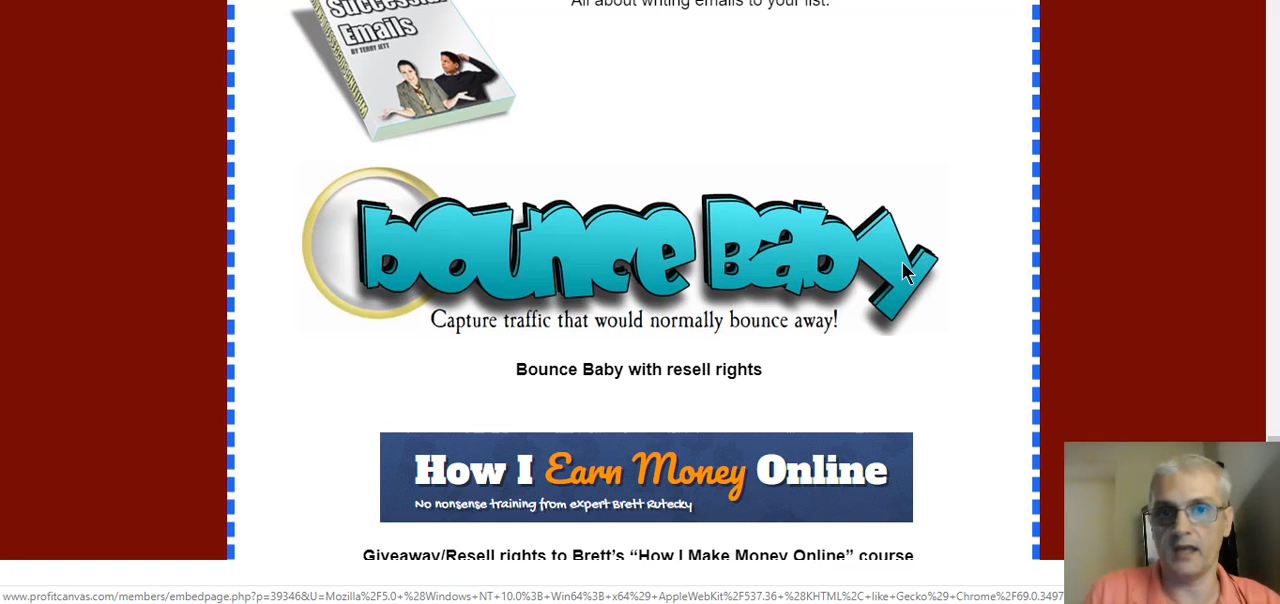 All about writing emails to your list.
Successful
Emails
BY TERRY JETT
bounce Baby
Capture traffic that would normally bounce away!
Bounce Baby with resell rights
How I Earn Money Online
No nonsense training from expert Brett Rutecky
Giveaway/Resell rights to Brett's “How I Make Money Online” course
www.profitcanvas.com/members/embedpage.php?p=39346&U=Mozilla%2F5.0+%28Windows+NT+10.0%3B+Win64%3B+x64%29+AppleWebKit%2F537.36+%28KHTML%2C+like+Gecko%29+Chrome%2F69.0.3497